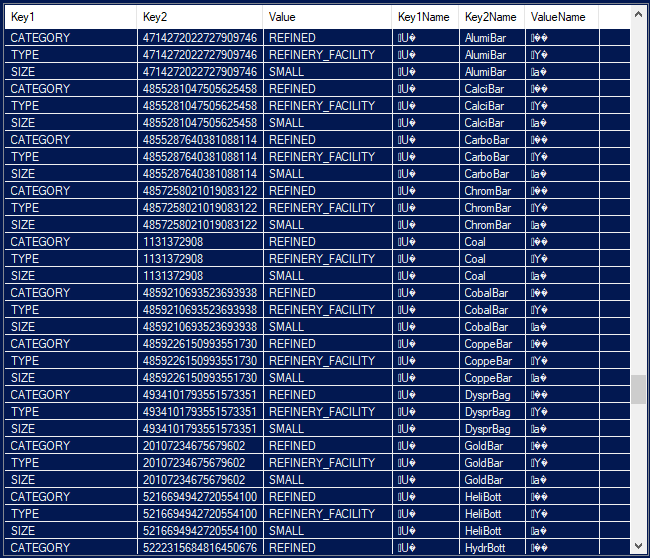 Key1 Key2 Value Key1Name Key2Name ValueName
CATEGORY 4714272022727909746 REFINED U� AlumiBar ��
TYPE 4714272022727909746 REFINERY_FACILITY U� AlumiBar Y�
SIZE 4714272022727909746 SMALL U� AlumiBar a�
CATEGORY 4855281047505625458 REFINED U� CalciBar ��
TYPE 4855281047505625458 REFINERY_FACILITY U� CalciBar Y�
SIZE 4855281047505625458 SMALL U� CalciBar a�
CATEGORY 4855287640381088114 REFINED U� CarboBar ��
TYPE 4855287640381088114 REFINERY_FACILITY U� CarboBar Y�
SIZE 4855287640381088114 SMALL U� CarboBar a�
CATEGORY 4857258021019083122 REFINED U� ChromBar ��
TYPE 4857258021019083122 REFINERY_FACILITY U� ChromBar Y�
SIZE 4857258021019083122 SMALL U� ChromBar a�
CATEGORY 1131372908 REFINED U� Coal ��
TYPE 1131372908 REFINERY_FACILITY U� Coal Y�
SIZE 1131372908 SMALL U� Coal a�
CATEGORY 4859210693523693938 REFINED U� CobalBar ��
TYPE 4859210693523693938 REFINERY_FACILITY U� CobalBar Y�
SIZE 4859210693523693938 SMALL U� CobalBar a�
CATEGORY 4859226150993551730 REFINED U� CoppeBar ��
TYPE 4859226150993551730 REFINERY_FACILITY U� CoppeBar Y�
SIZE 4859226150993551730 SMALL U� CoppeBar a�
CATEGORY 4934101793551573351 REFINED U� DysprBag ��
TYPE 4934101793551573351 REFINERY_FACILITY U� DysprBag Y�
SIZE 4934101793551573351 SMALL U� DysprBag a�
CATEGORY 20107234675679602 REFINED U� GoldBar ��
TYPE 20107234675679602 REFINERY_FACILITY U� GoldBar Y�
SIZE 20107234675679602 SMALL U� GoldBar a�
CATEGORY 5216694942720554100 REFINED U� HeliBott ��
TYPE 5216694942720554100 REFINERY_FACILITY U� HeliBott Y�
SIZE 5216694942720554100 SMALL U� HeliBott a�
CATEGORY 5222315684816450676 REFINED U� HydrBott ��